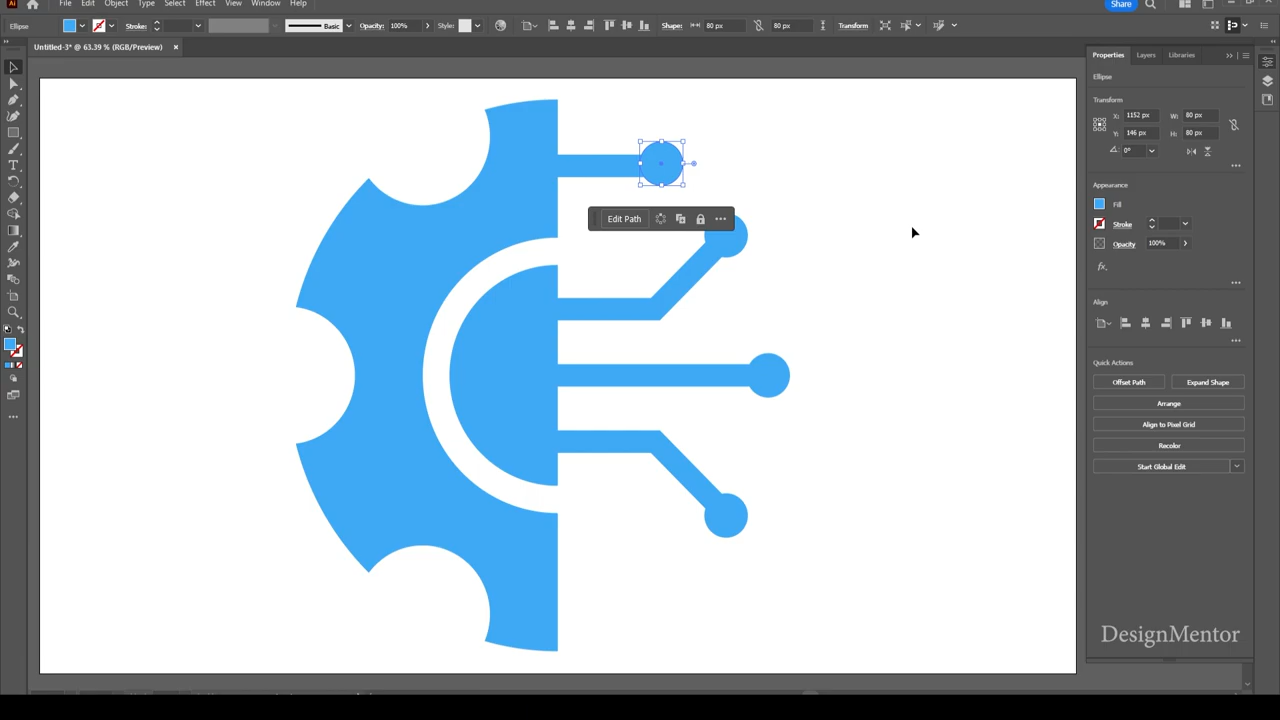 File Edit Object Type Select Effect View Window Help
Share
Ellipse Stroke: Basic Opacity: 100% Style: Shape: 80 px 80 px Transform
Untitled-3* @ 63.39 % (RGB/Preview) ×
Properties Layers Libraries
Ellipse
Transform
X: 1152 px W: 80 px
Y: 146 px H: 80 px
0°
Appearance
Fill
Stroke
Opacity 100%
fx.
Align
Quick Actions
Offset Path Expand Shape
Arrange
Align to Pixel Grid
Recolor
Start Global Edit
Edit Path
DesignMentor